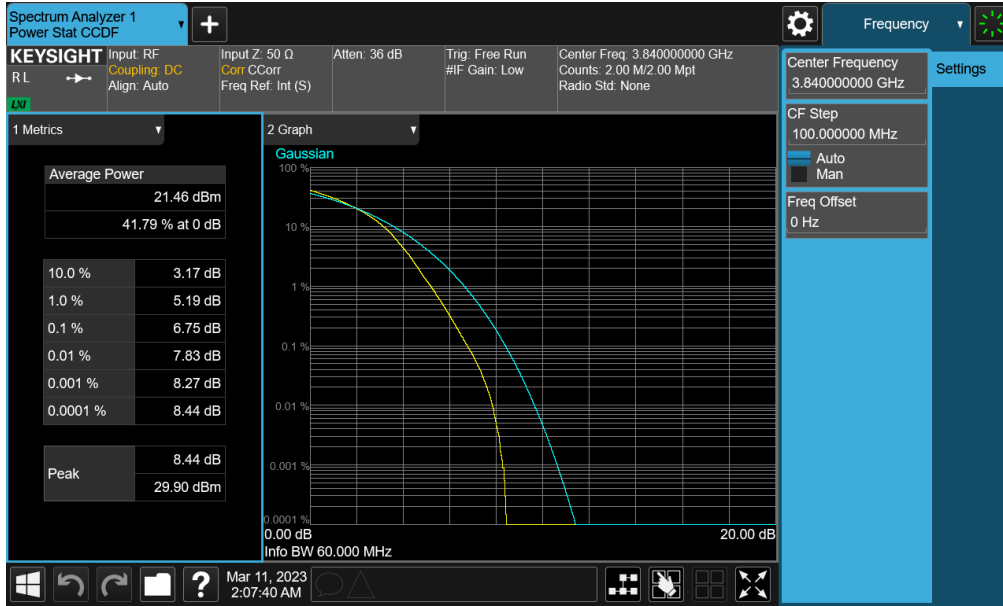 Spectrum Analyzer 1
Power Stat CCDF
Frequency
KEYSIGHT
R L
LXI
Input: RF
Coupling: DC
Align: Auto
Input Z: 50 Ω
Corr CCorr
Freq Ref: Int (S)
Atten: 36 dB
Trig: Free Run
#IF Gain: Low
Center Freq: 3.840000000 GHz
Counts: 2.00 M/2.00 Mpt
Radio Std: None
Center Frequency
3.840000000 GHz
Settings
CF Step
100.000000 MHz
Auto
Man
Freq Offset
0 Hz
1 Metrics
Average Power
21.46 dBm
41.79 % at 0 dB
10.0 % 3.17 dB
1.0 % 5.19 dB
0.1 % 6.75 dB
0.01 % 7.83 dB
0.001 % 8.27 dB
0.0001 % 8.44 dB
Peak
8.44 dB
29.90 dBm
2 Graph
Gaussian
100 %
10 %
1 %
0.1 %
0.01 %
0.001 %
0.0001 %
0.00 dB
20.00 dB
Info BW 60.000 MHz
?
Mar 11, 2023
2:07:40 AM